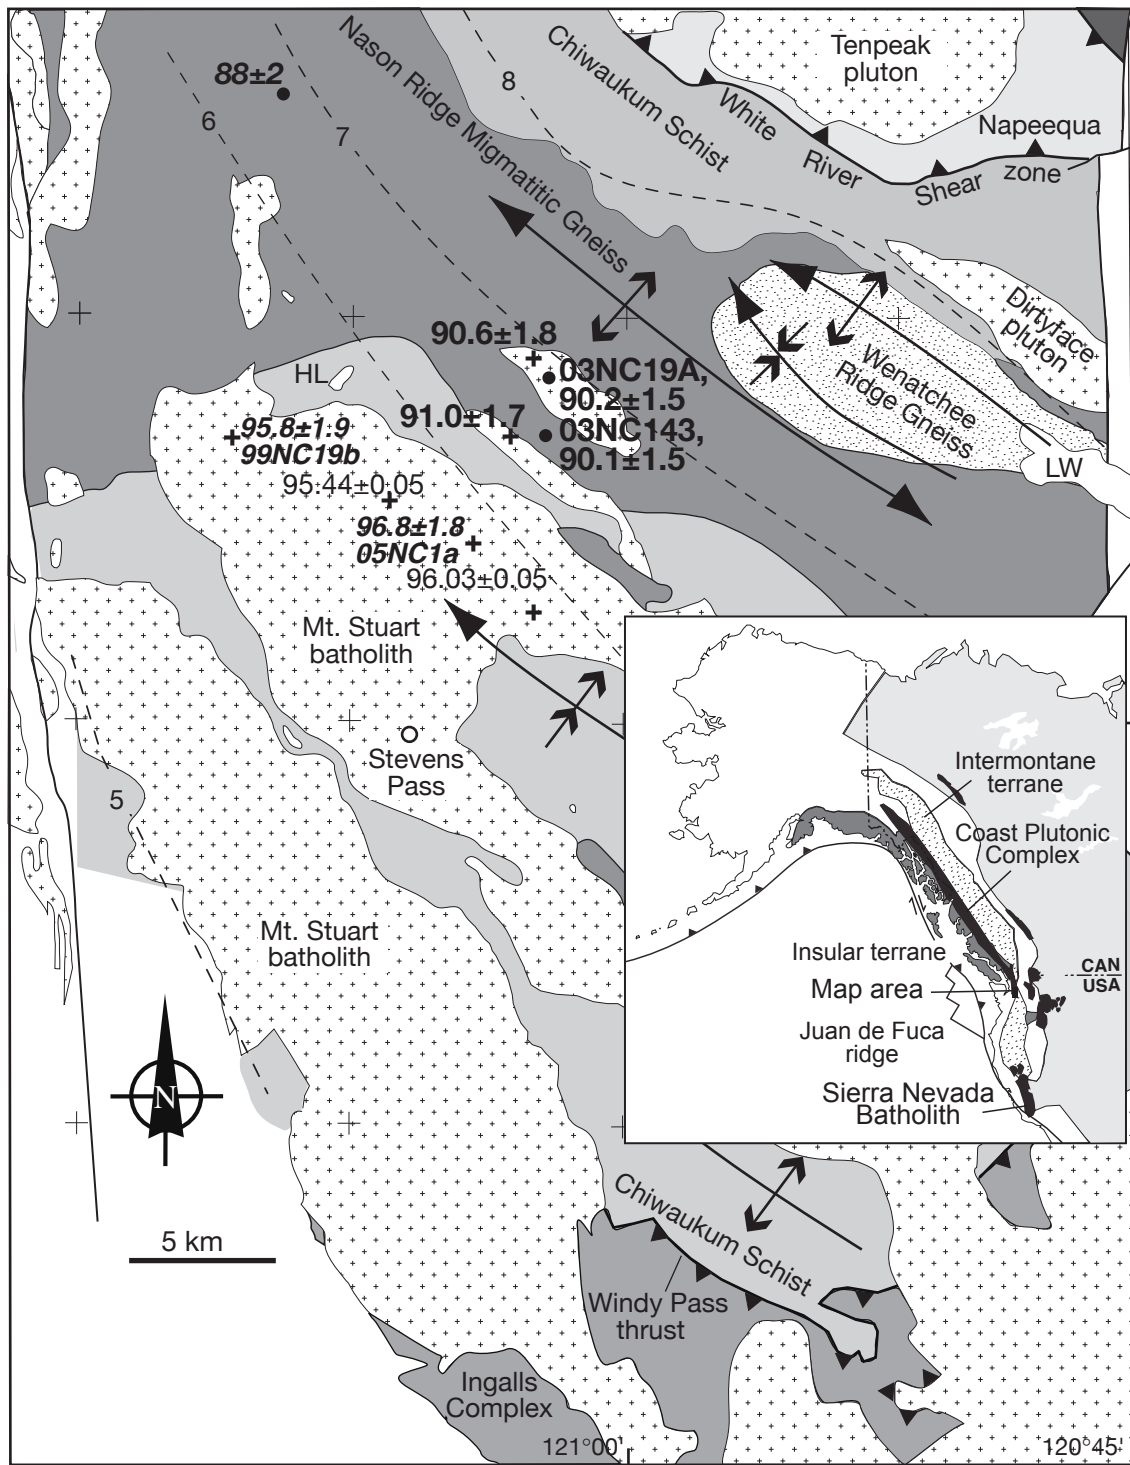 Tenpeak
pluton
88±2
6
7
8
Nason Ridge Migmatitic Gneiss
Chiwaukum Schist
White River Shear zone
Napeequa
Dirtyface
pluton
Wenatchee
Ridge Gneiss
LW
HL
90.6±1.8
03NC19A,
90.2±1.5
91.0±1.7
03NC143,
90.1±1.5
95.8±1.9
99NC19b
95.44±0.05
96.8±1.8
05NC1a
96.03±0.05
Mt. Stuart
batholith
Stevens
Pass
5
Mt. Stuart
batholith
Intermontane
terrane
Coast Plutonic
Complex
Insular terrane
CAN
USA
Map area
Juan de Fuca
ridge
Sierra Nevada
Batholith
N
5 km
Chiwaukum Schist
Windy Pass
thrust
Ingalls
Complex
121°00'
120°45'